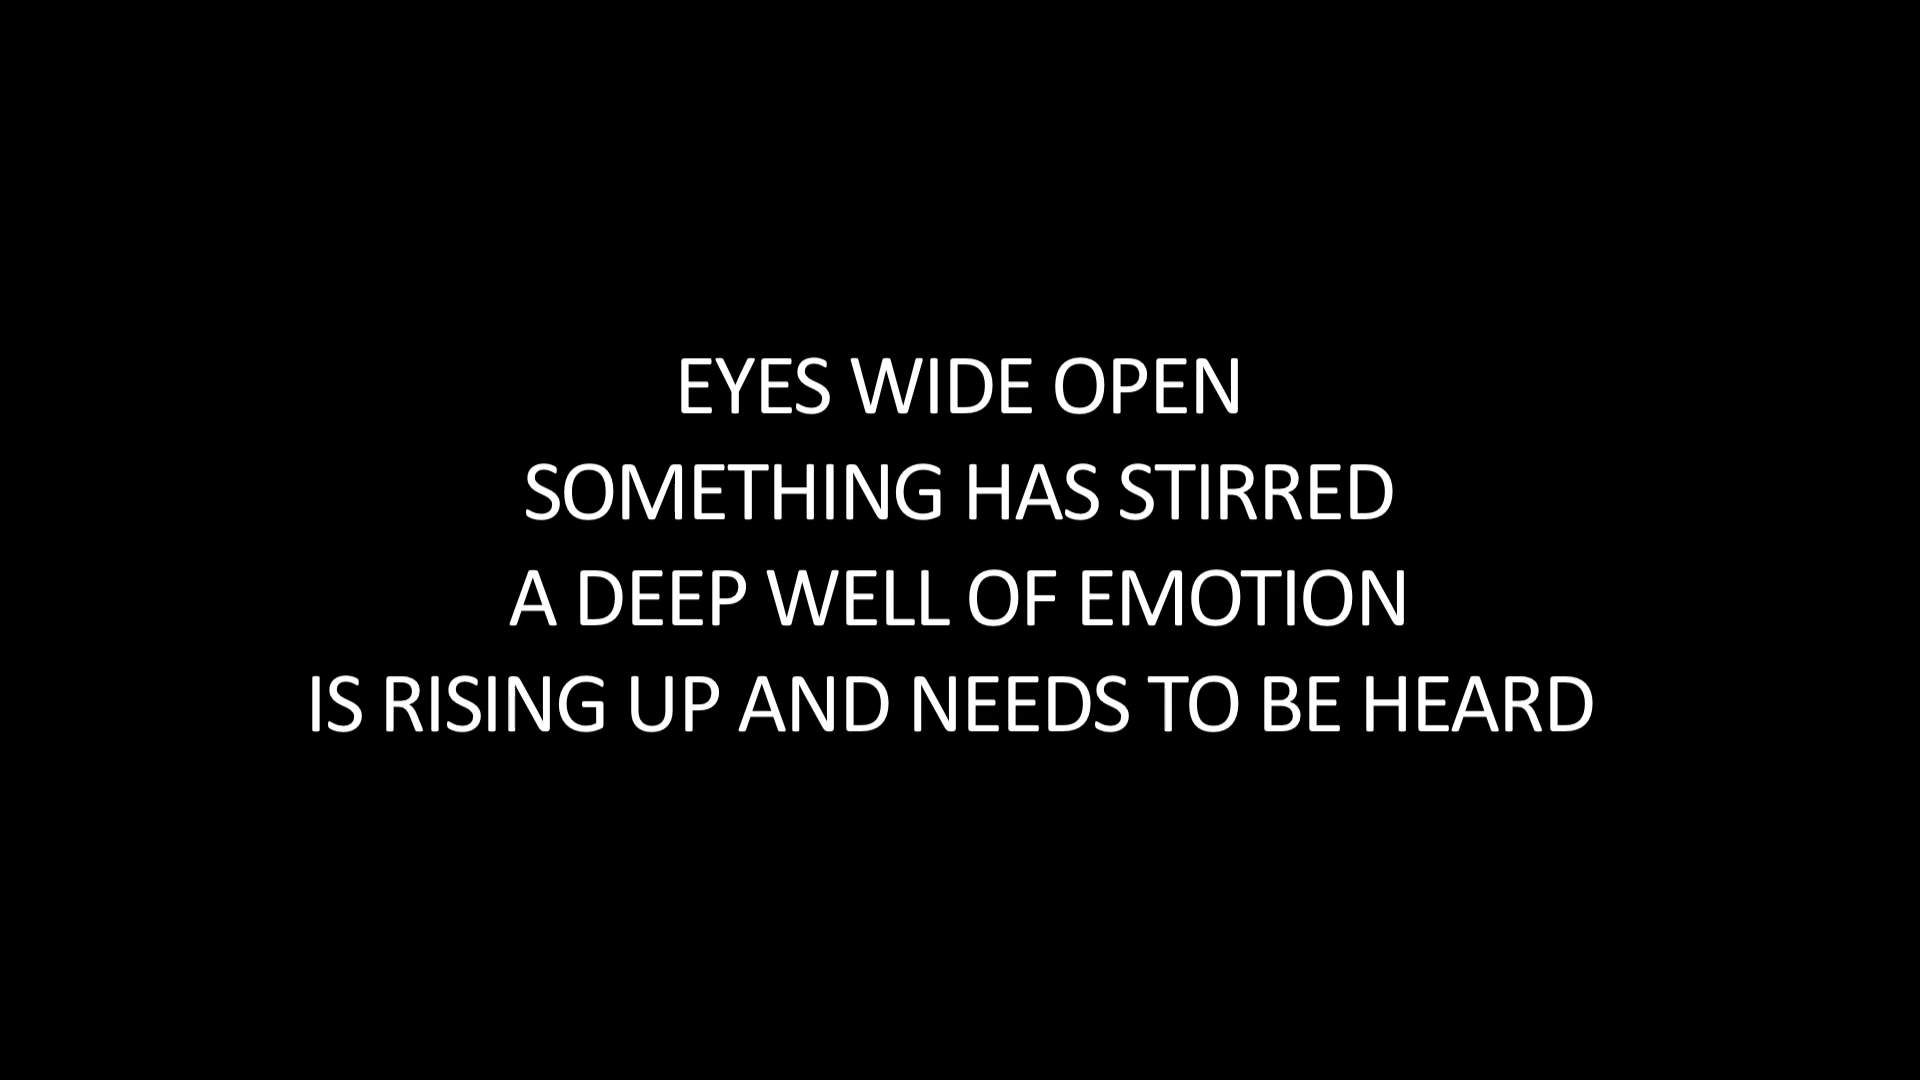 EYES WIDE OPEN
SOMETHING HAS STIRRED
A DEEP WELL OF EMOTION
IS RISING UP AND NEEDS TO BE HEARD